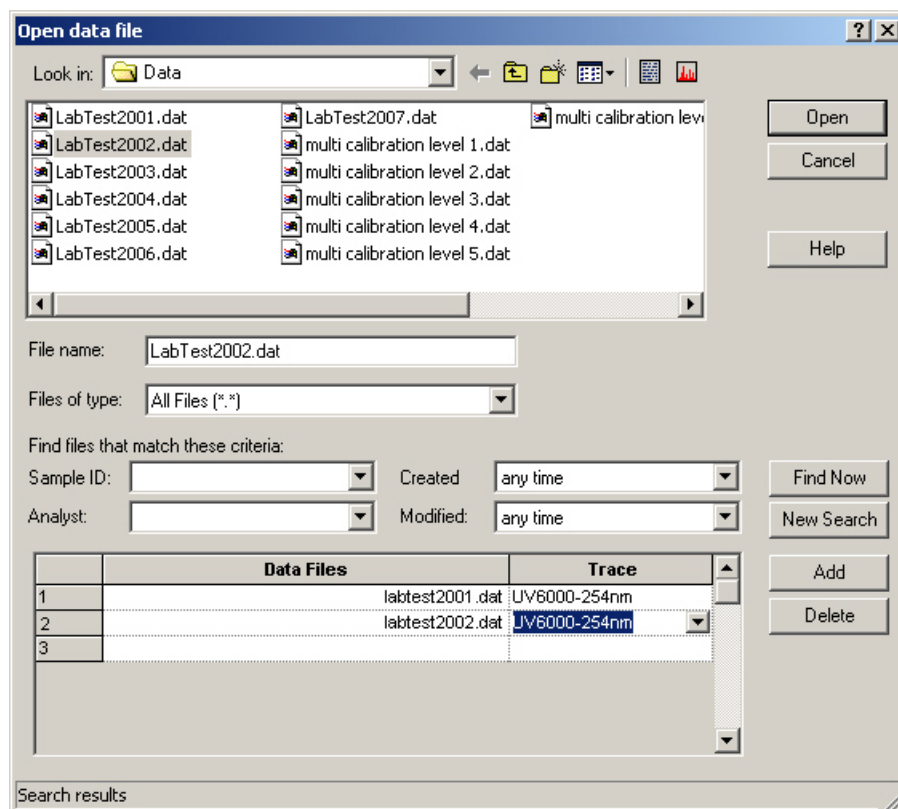 Open data file
Look in: Data
LabTest2001.dat LabTest2007.dat multi calibration lev
LabTest2002.dat multi calibration level 1.dat
LabTest2003.dat multi calibration level 2.dat
LabTest2004.dat multi calibration level 3.dat
LabTest2005.dat multi calibration level 4.dat
LabTest2006.dat multi calibration level 5.dat
Open
Cancel
Help
File name: LabTest2002.dat
Files of type: All Files (*.*)
Find files that match these criteria:
Sample ID: Created any time Find Now
Analyst: Modified: any time New Search
Data Files Trace Add
1 labtest2001.dat UV6000-254nm
2 labtest2002.dat UV6000-254nm Delete
3
Search results